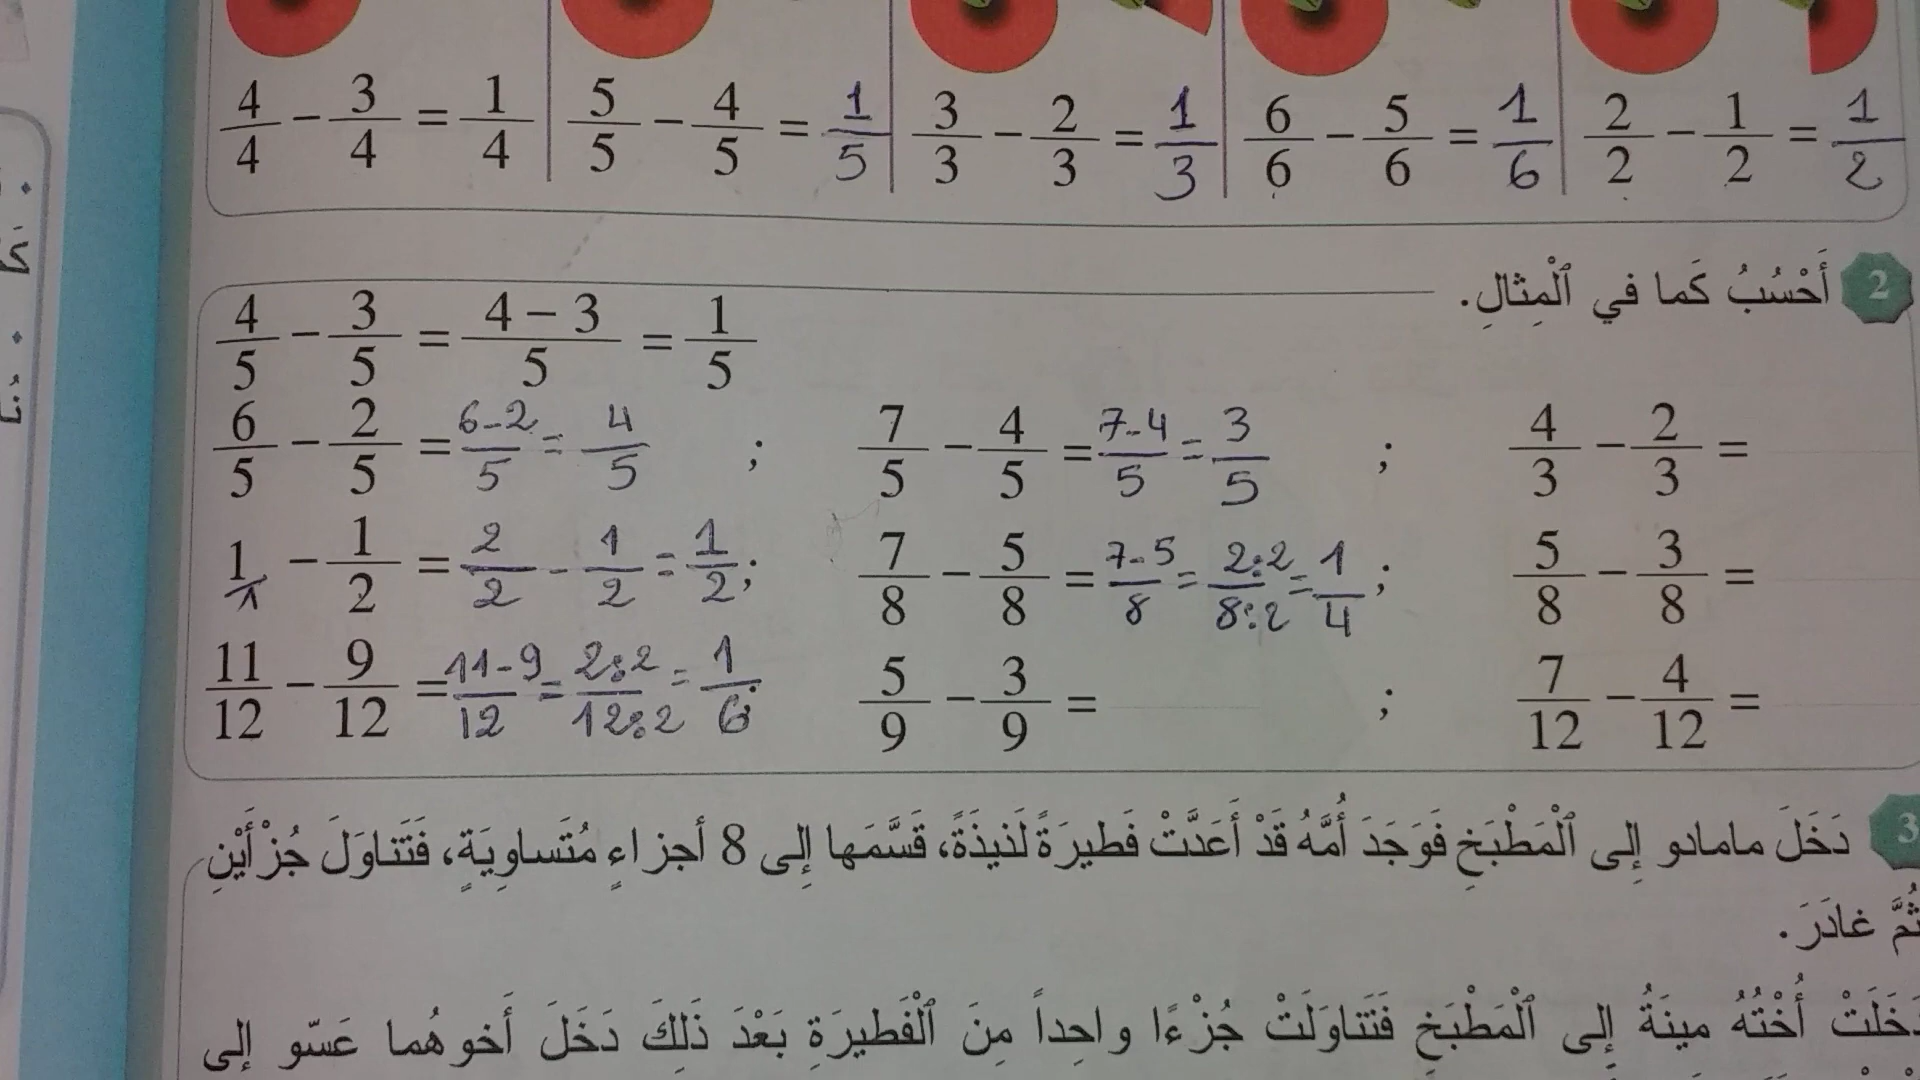 4/4 − 3/4 = 1/4 5/5 − 4/5 = 1/5 3/3 − 2/3 = 1/3 6/6 − 5/6 = 1/6 2/2 − 1/2 = 1/2
2 أَحْسُبُ كَما في ٱلْمِثالِ.
4/5 − 3/5 = (4 − 3)/5 = 1/5
6/5 − 2/5 = (6-2)/5 = 4/5 ; 7/5 − 4/5 = (7-4)/5 = 3/5 ; 4/3 − 2/3 =
1/1 − 1/2 = 2/2 - 1/2 = 1/2 ; 7/8 − 5/8 = (7-5)/8 = (2:2)/(8:2) = 1/4 ; 5/8 − 3/8 =
11/12 − 9/12 = (11-9)/12 = (2:2)/(12:2) = 1/6 ; 5/9 − 3/9 = ; 7/12 − 4/12 =
3 دَخَلَ مامادو إِلى ٱلْمَطْبَخِ فَوَجَدَ أُمَّهُ قَدْ أَعَدَّتْ فَطيرَةً لَذيذَةً، قَسَّمَها إِلى 8 أجزاءٍ مُتَساوِيَةٍ، فَتَناوَلَ جُزْأَيْنِ
ثُمَّ غادَرَ.
دَخَلَتْ أُخْتُهُ مينَةُ إِلى ٱلْمَطْبَخِ فَتَناوَلَتْ جُزْءًا واحِداً مِنَ ٱلْفَطيرَةِ بَعْدَ ذَلِكَ دَخَلَ أَخوهُما عَسّو إِلى